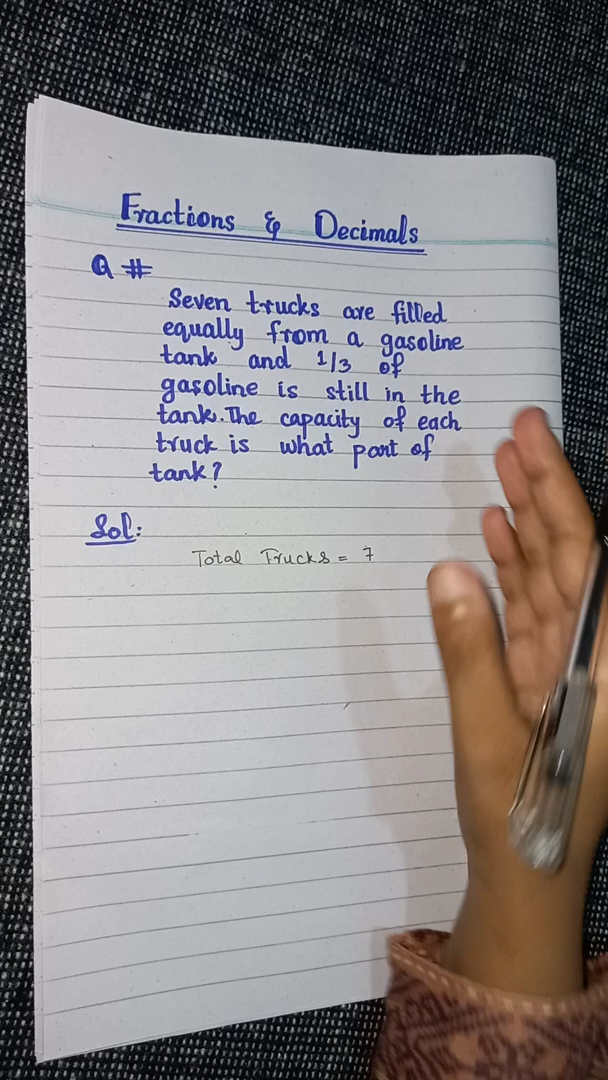 Fractions & Decimals
Q #
Seven trucks are filled
equally from a gasoline
tank and 1/3 of
gasoline is still in the
tank. The capacity of each
truck is what part of
tank?
Sol:
Total Trucks = 7